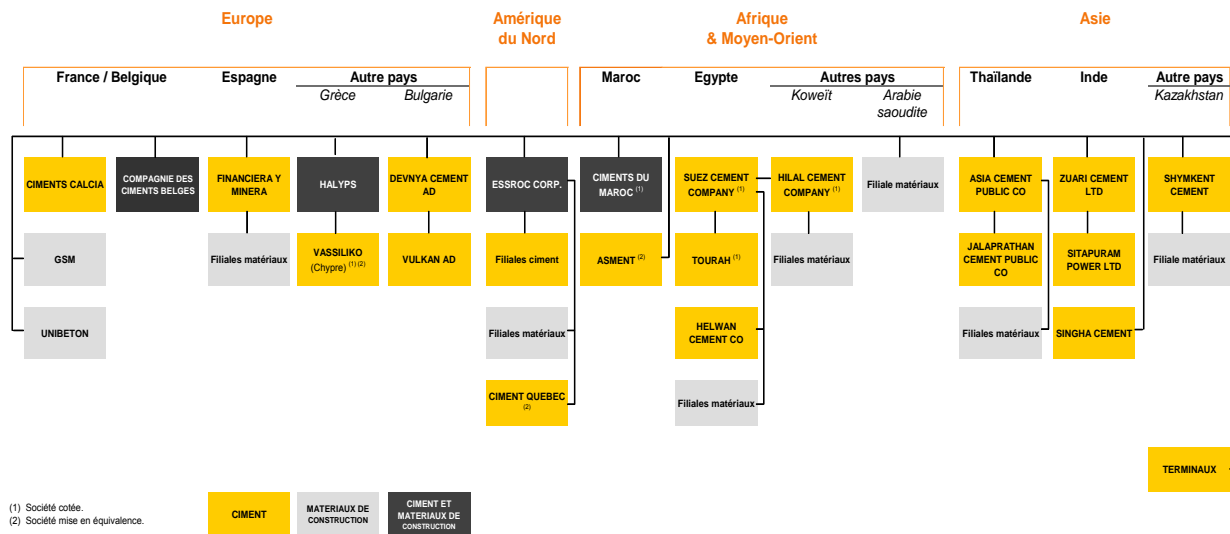 Europe
Amérique
du Nord
Afrique
& Moyen-Orient
Asie
France / Belgique
Espagne
Autre pays
Grèce
Bulgarie
Maroc
Egypte
Autres pays
Koweït
Arabie
saoudite
Thaïlande
Inde
Autre pays
Kazakhstan
CIMENTS CALCIA
COMPAGNIE DES
CIMENTS BELGES
FINANCIERA Y
MINERA
HALYPS
DEVNYA CEMENT
AD
ESSROC CORP.
CIMENTS DU
MAROC (1)
SUEZ CEMENT
COMPANY (1)
HILAL CEMENT
COMPANY (1)
Filiale matériaux
ASIA CEMENT
PUBLIC CO
ZUARI CEMENT
LTD
SHYMKENT
CEMENT
GSM
Filiales matériaux
VASSILIKO
(Chypre) (1) (2)
VULKAN AD
Filiales ciment
ASMENT (2)
TOURAH (1)
Filiales matériaux
JALAPRATHAN
CEMENT PUBLIC
CO
SITAPURAM
POWER LTD
Filiale matériaux
UNIBETON
Filiales matériaux
HELWAN
CEMENT CO
Filiales matériaux
SINGHA CEMENT
CIMENT QUEBEC
(2)
Filiales matériaux
TERMINAUX
(1) Société cotée.
(2) Société mise en équivalence.
CIMENT
MATERIAUX DE
CONSTRUCTION
CIMENT ET
MATERIAUX DE
CONSTRUCTION